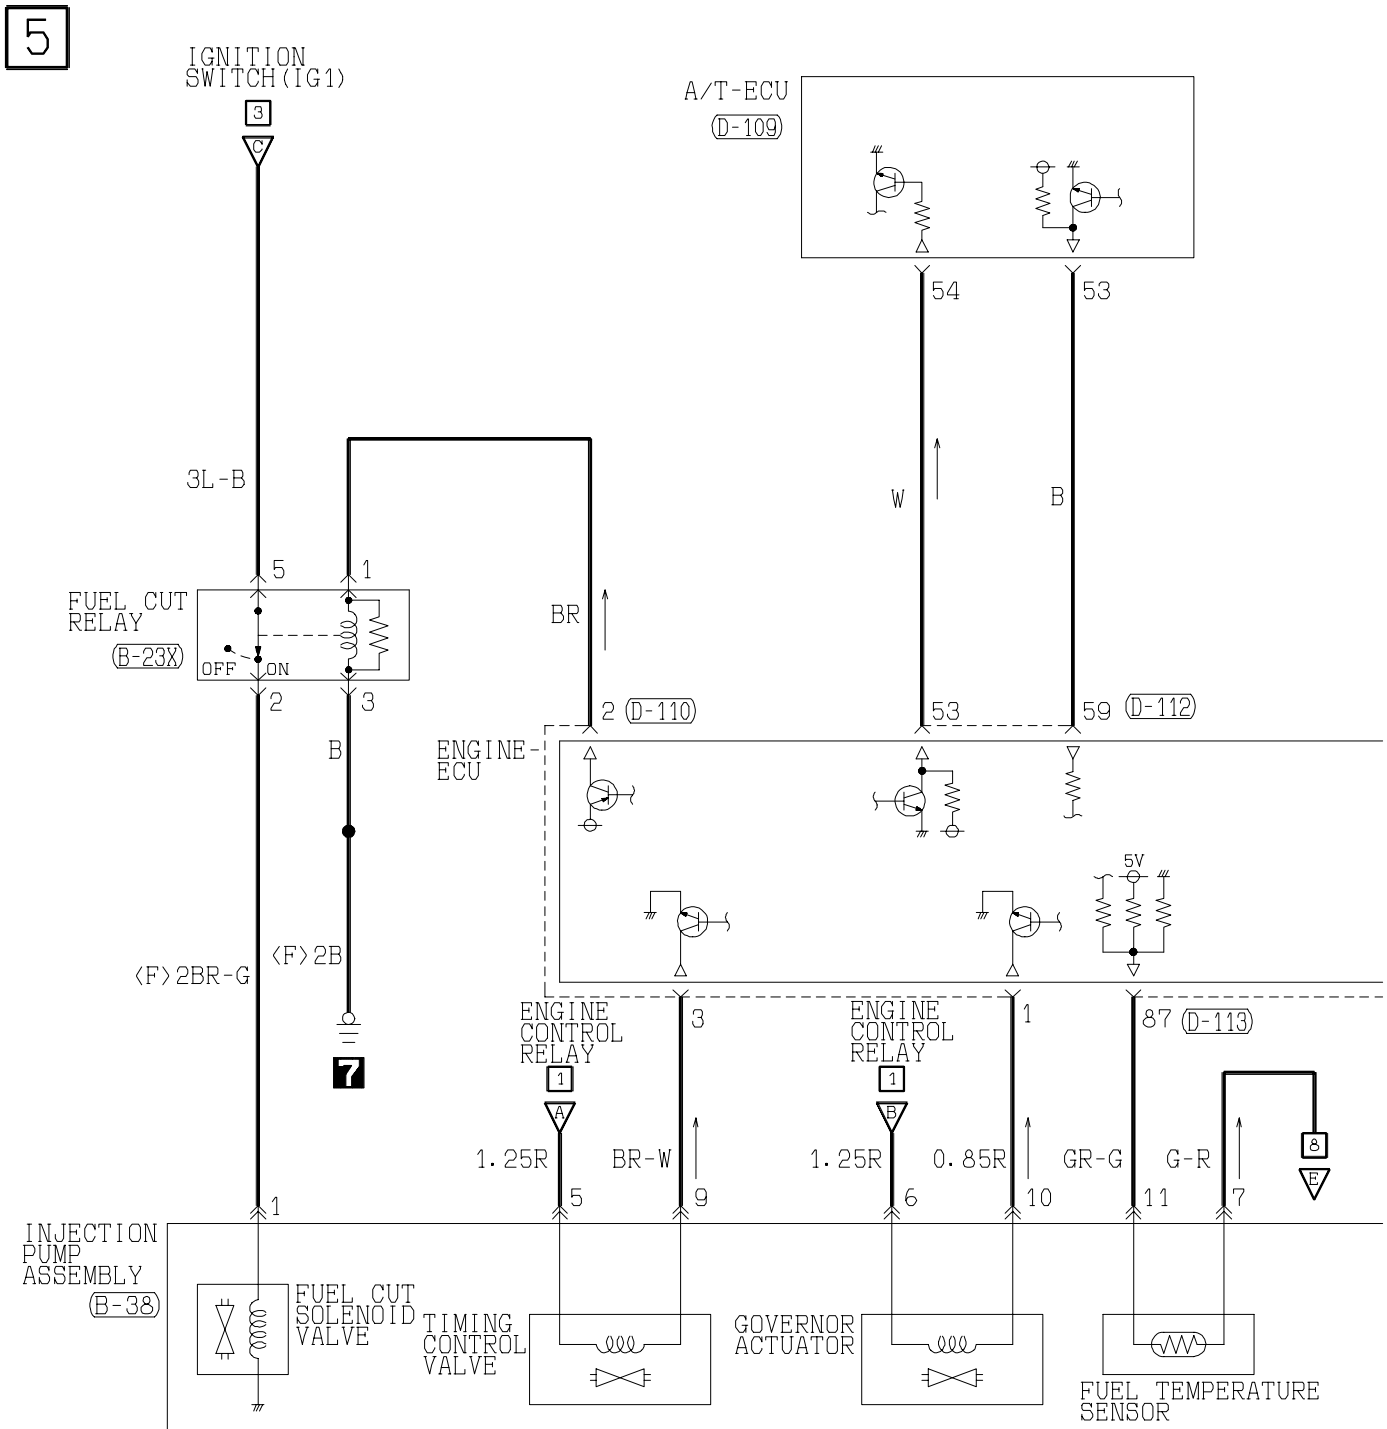 5
IGNITION
SWITCH(IG1)
3
C
A/T-ECU
(D-109)
54
53
3L-B
W
B
5
1
FUEL CUT
RELAY
(B-23X)
OFF
ON
BR
2
3
2
(D-110)
53
59
(D-112)
B
ENGINE-
ECU
5V
<F>2B
<F>2BR-G
ENGINE
CONTROL
RELAY
3
ENGINE
CONTROL
RELAY
1
87
(D-113)
7
1
A
1
B
8
E
1.25R
BR-W
1.25R
0.85R
GR-G
G-R
1
5
9
6
10
11
7
INJECTION
PUMP
ASSEMBLY
(B-38)
FUEL CUT
SOLENOID
VALVE
TIMING
CONTROL
VALVE
GOVERNOR
ACTUATOR
FUEL TEMPERATURE
SENSOR